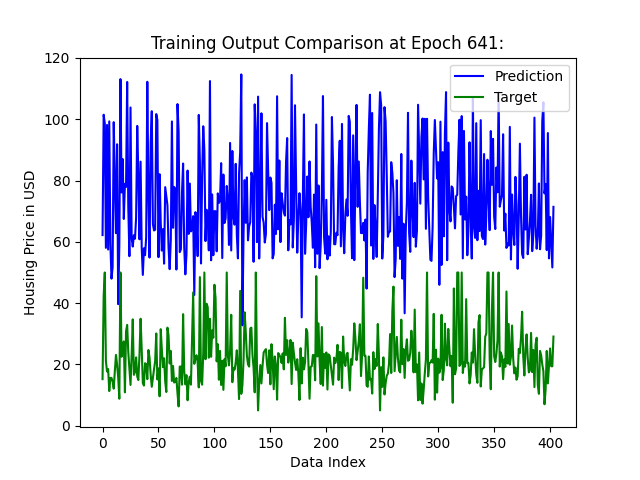 Training Output Comparison at Epoch 641:
Prediction
Target
Housing Price in USD
120
100
80
60
40
20
0
0 50 100 150 200 250 300 350 400
Data Index